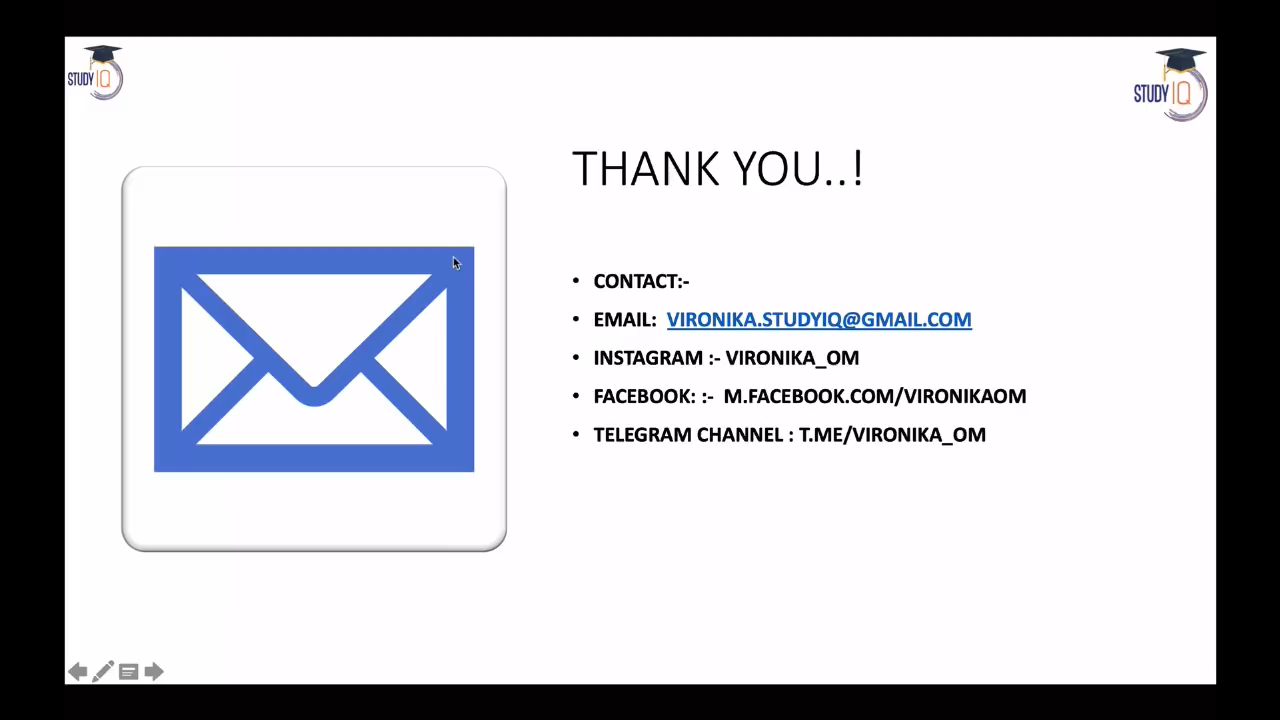 STUDY IQ
STUDY IQ
THANK YOU..!
• CONTACT:-
• EMAIL: VIRONIKA.STUDYIQ@GMAIL.COM
• INSTAGRAM :- VIRONIKA_OM
• FACEBOOK: :- M.FACEBOOK.COM/VIRONIKAOM
• TELEGRAM CHANNEL : T.ME/VIRONIKA_OM